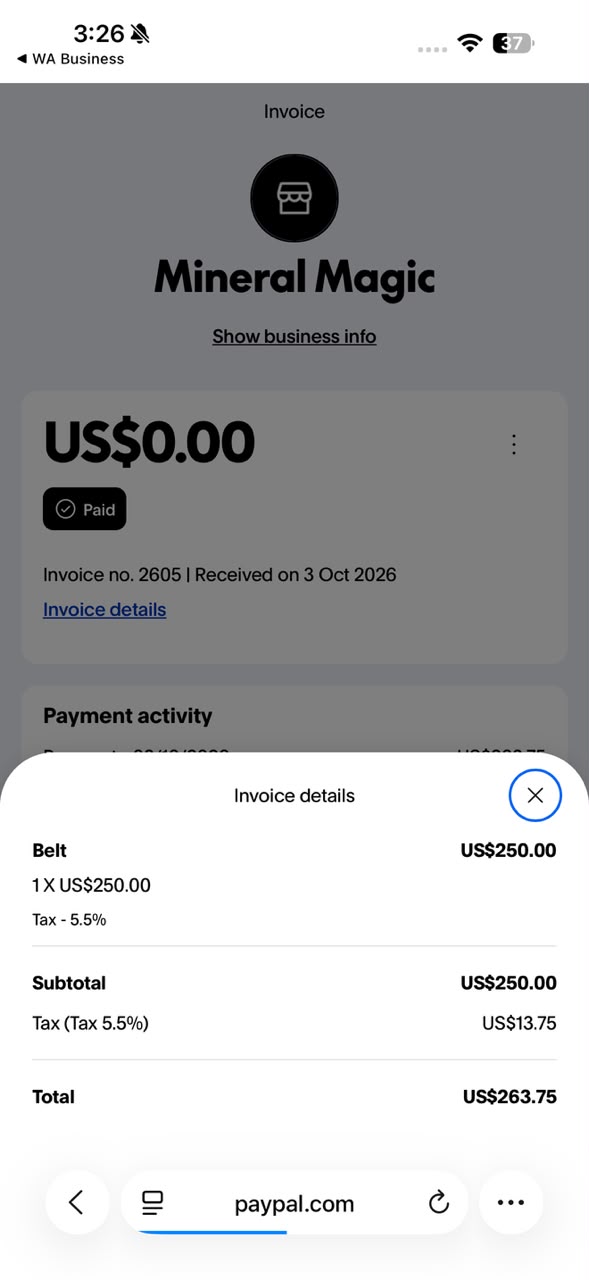 3:26
◀ WA Business
37
Invoice
Mineral Magic
Show business info
US$0.00
Paid
Invoice no. 2605 | Received on 3 Oct 2026
Invoice details
Payment activity
Invoice details
Belt US$250.00
1 X US$250.00
Tax - 5.5%
Subtotal US$250.00
Tax (Tax 5.5%) US$13.75
Total US$263.75
paypal.com